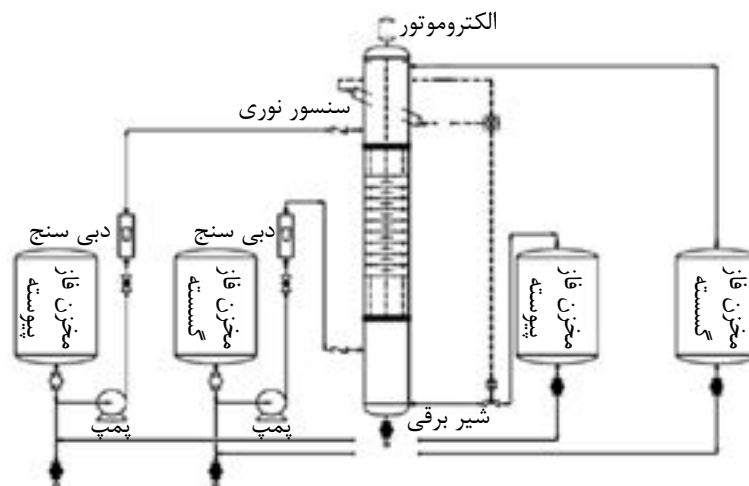 الکتروموتور
سنسور نوری
دبی سنج
دبی سنج
مخزن فاز
پیوسته
مخزن فاز
گسسته
مخزن فاز
پیوسته
مخزن فاز
گسسته
شیر برقی
پمپ
پمپ